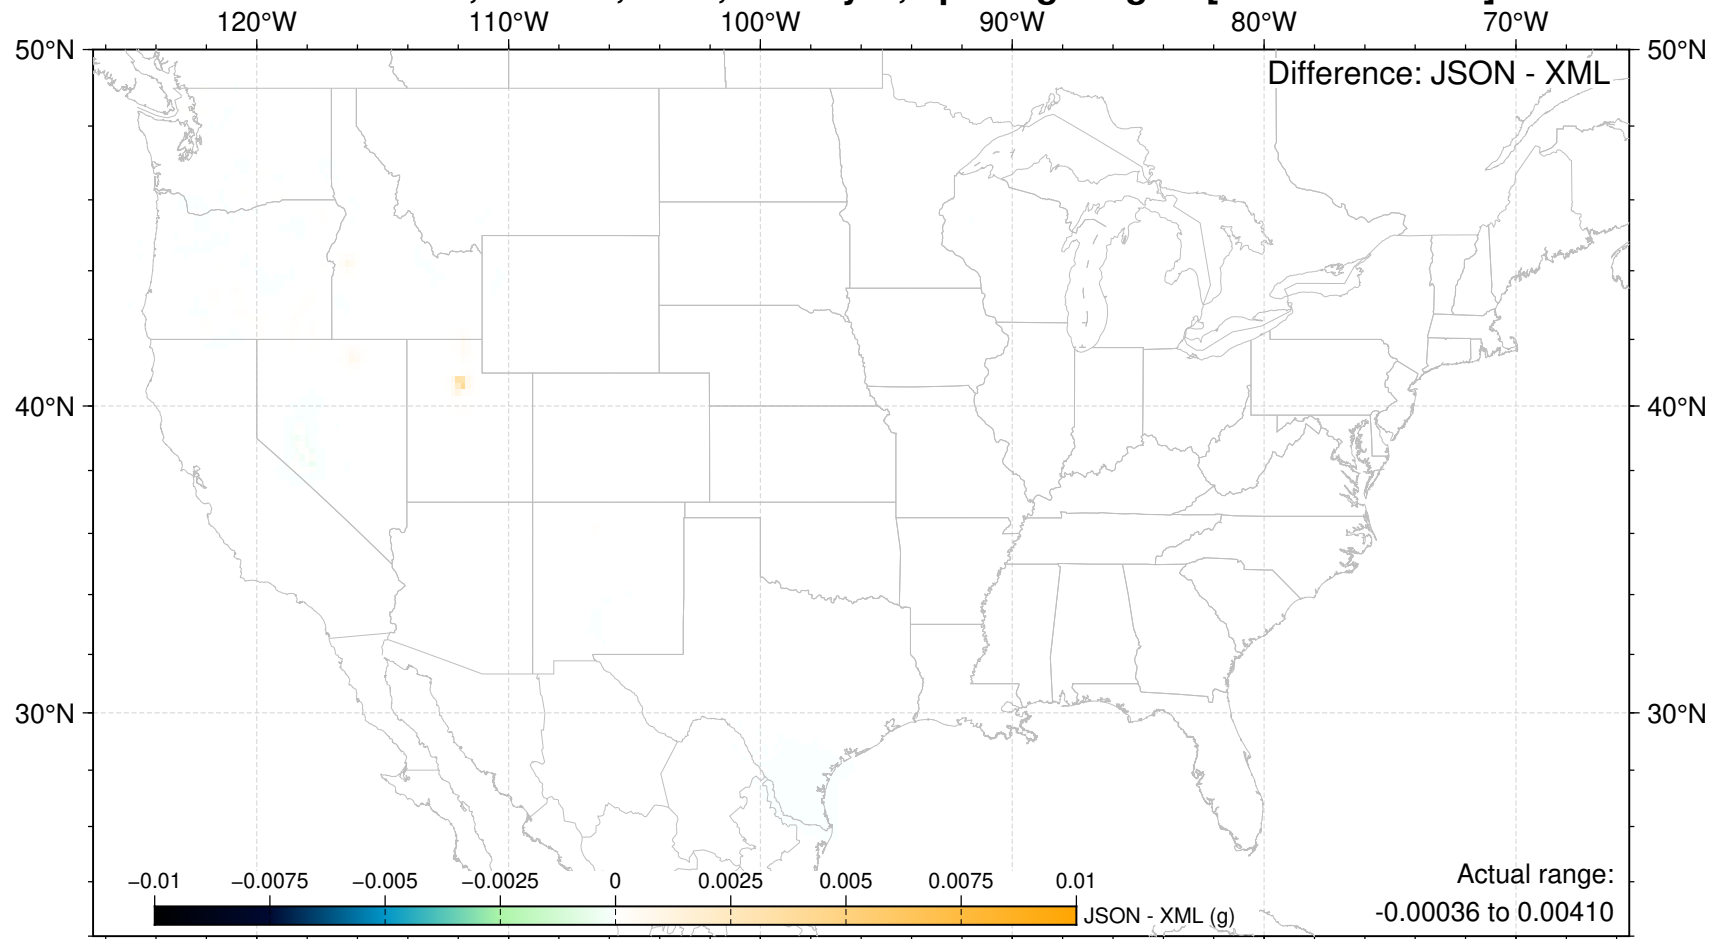 120°W 110°W 100°W 90°W 80°W 70°W
50°N 50°N
Difference: JSON - XML
40°N 40°N
30°N 30°N
Actual range:
−0.01 −0.0075 −0.005 −0.0025 0 0.0025 0.005 0.0075 0.01
-0.00036 to 0.00410
JSON - XML (g)